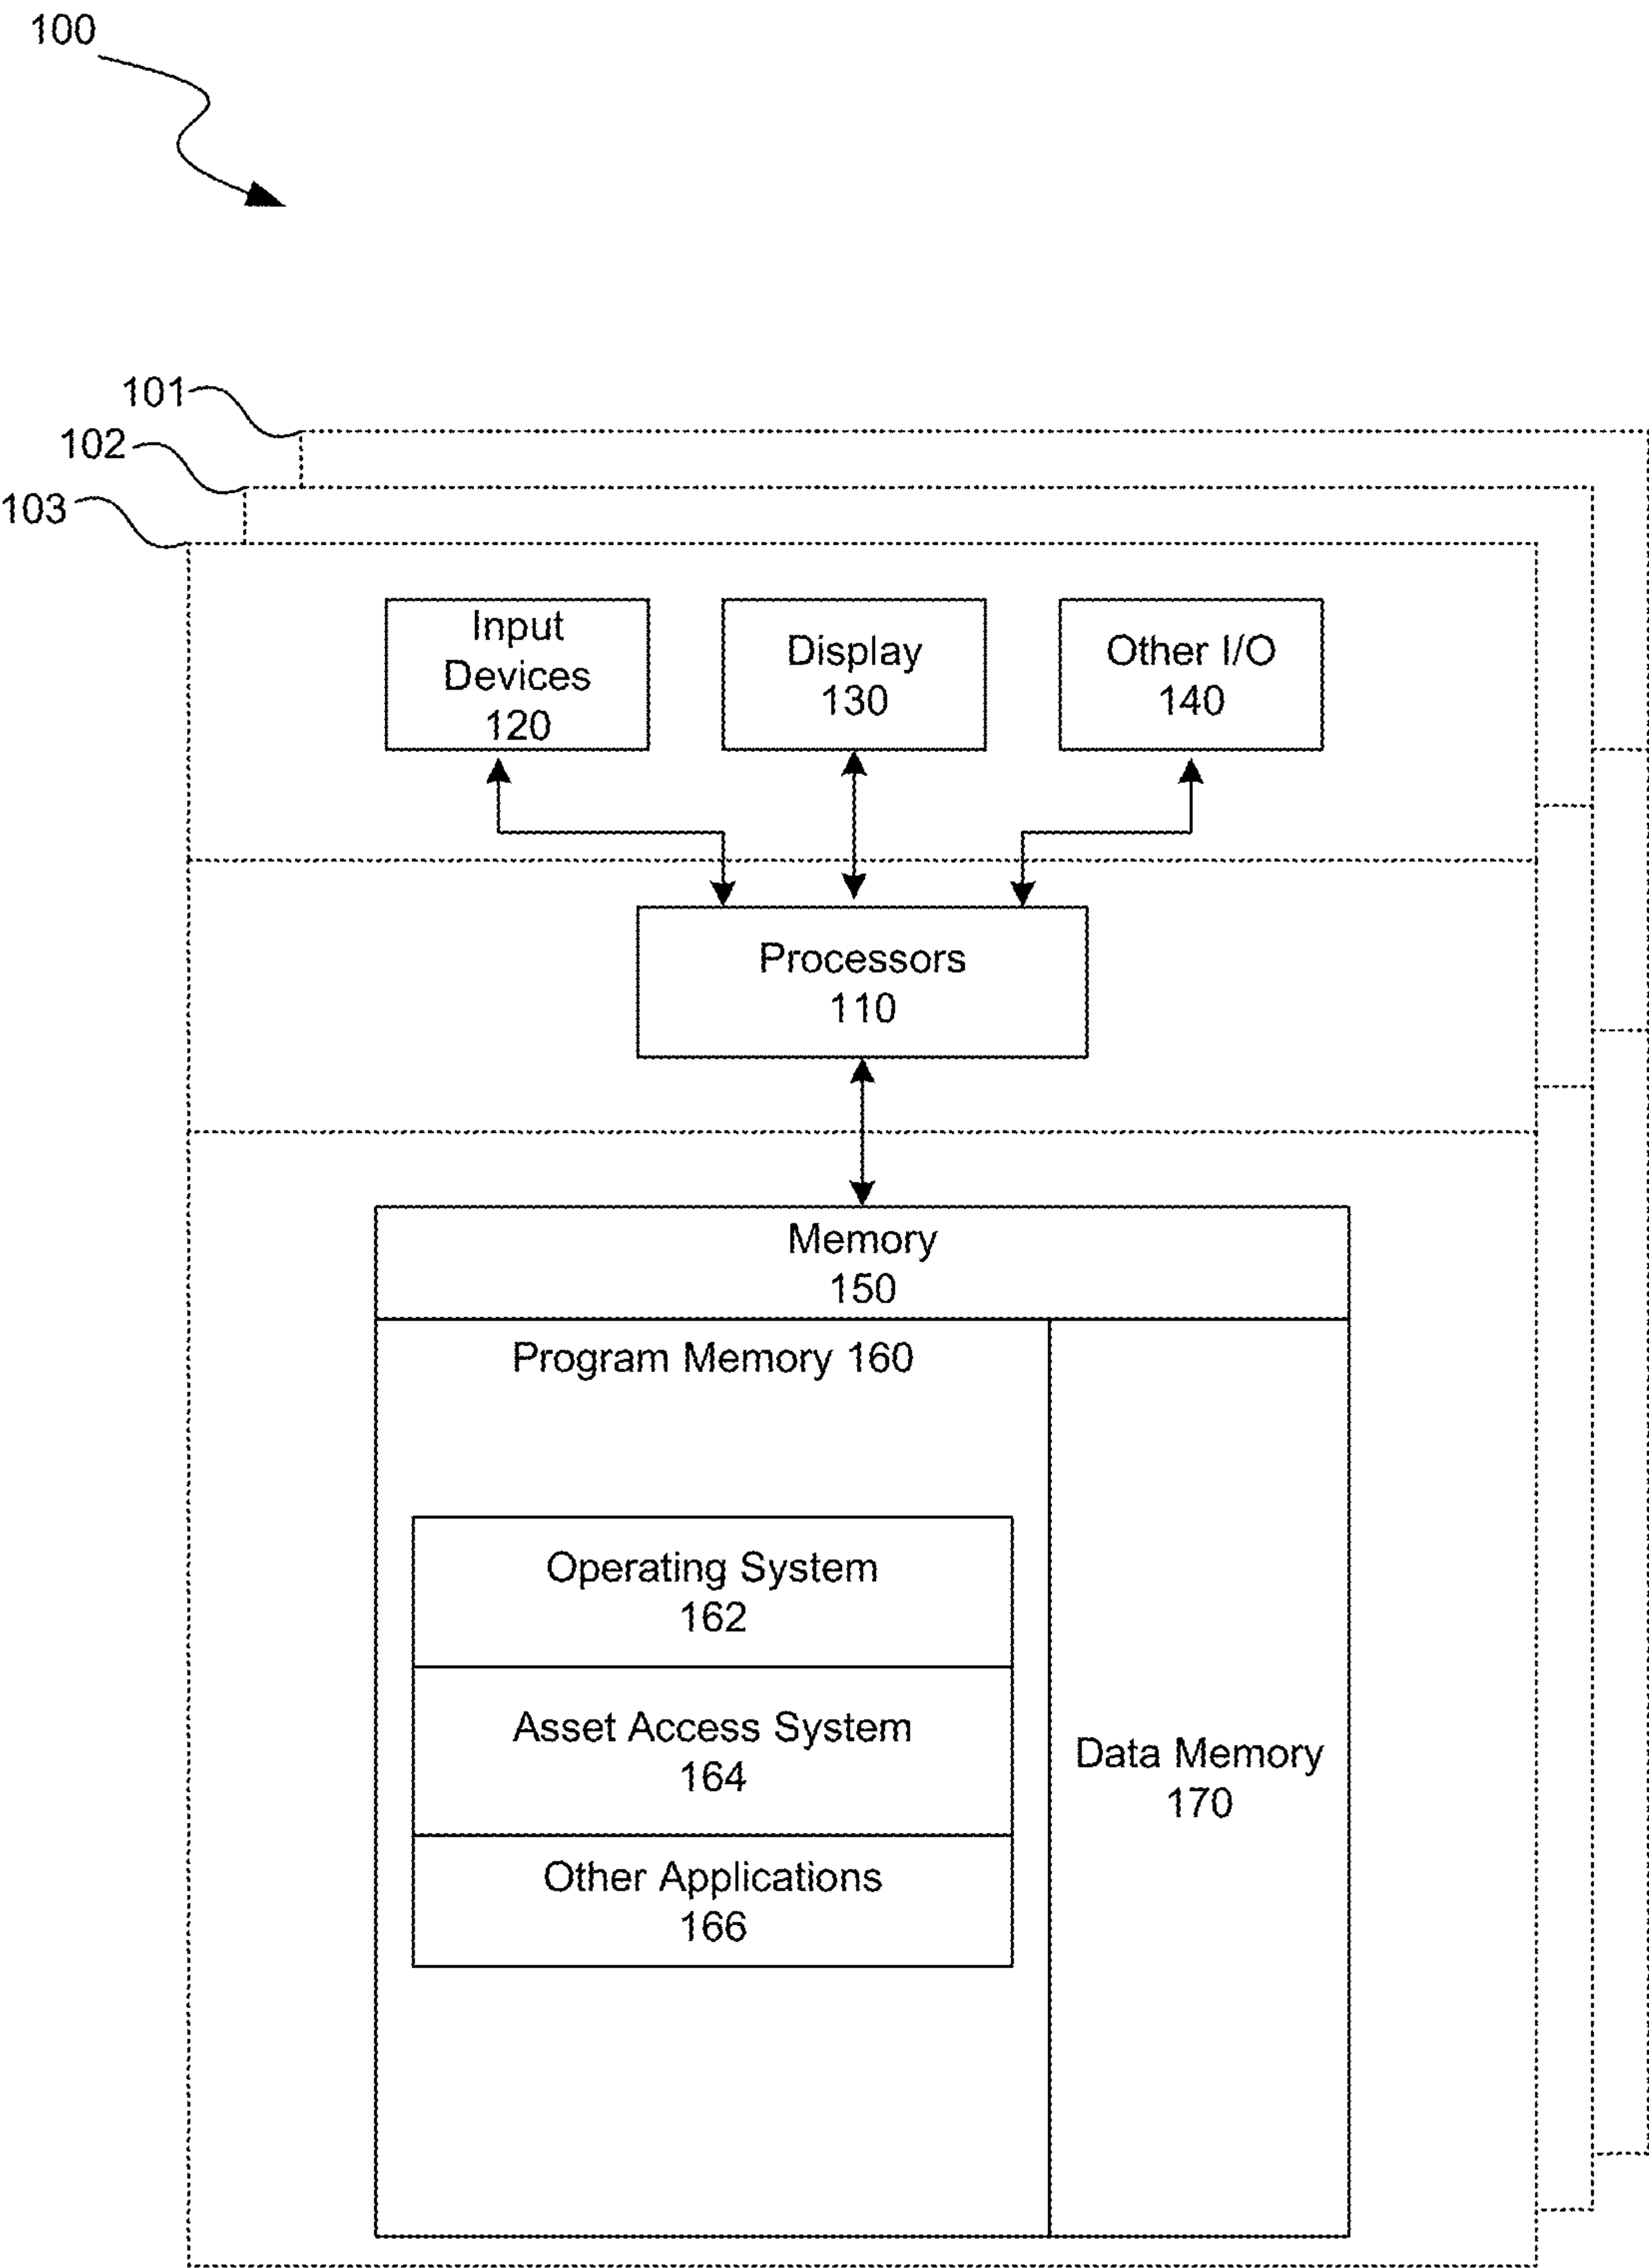 100
101
102
103
Input
Devices
120
Display
130
Other I/O
140
Processors
110
Memory
150
Program Memory 160
Operating System
162
Asset Access System
164
Other Applications
166
Data Memory
170